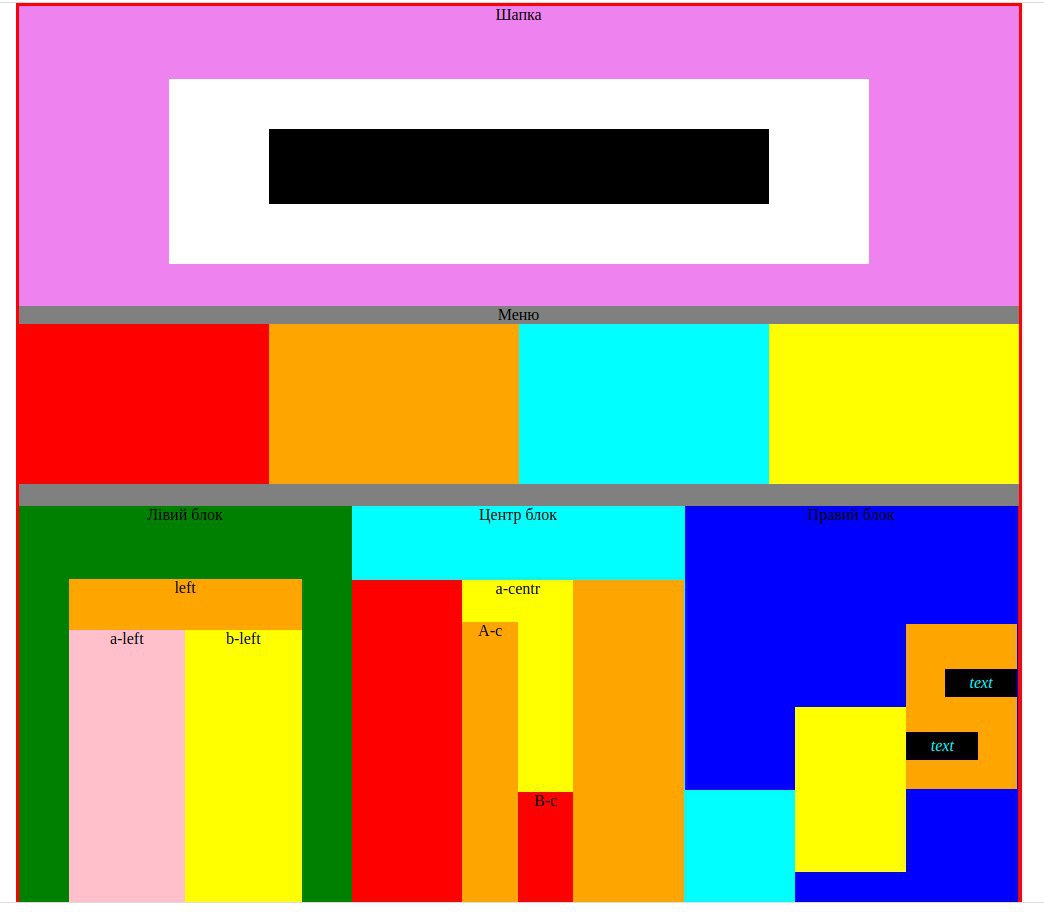 Шапка
Меню
Лівий блок
Центр блок
Правий блок
left
a-left
b-left
a-centr
A-c
B-c
text
text